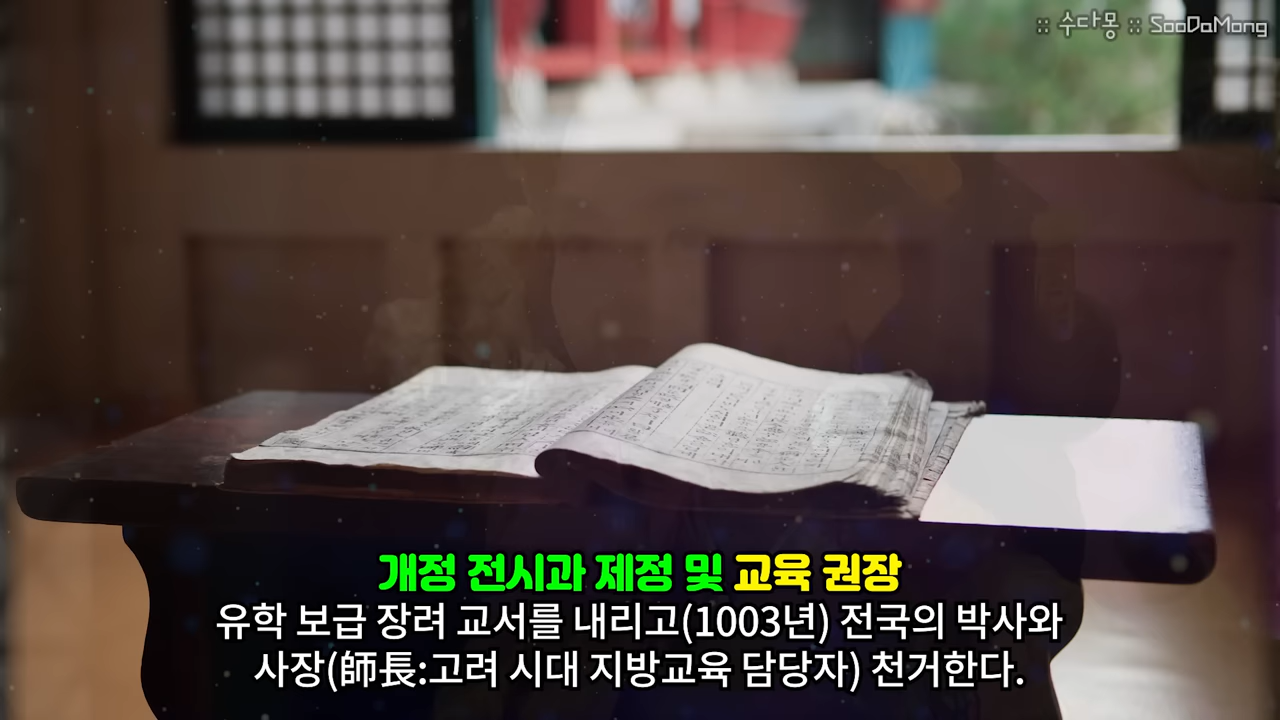 :: 수다몽 :: SooDaMong
개정 전시과 제정 및 교육 권장
유학 보급 장려 교서를 내리고(1003년) 전국의 박사와
사장(師長:고려 시대 지방교육 담당자) 천거한다.